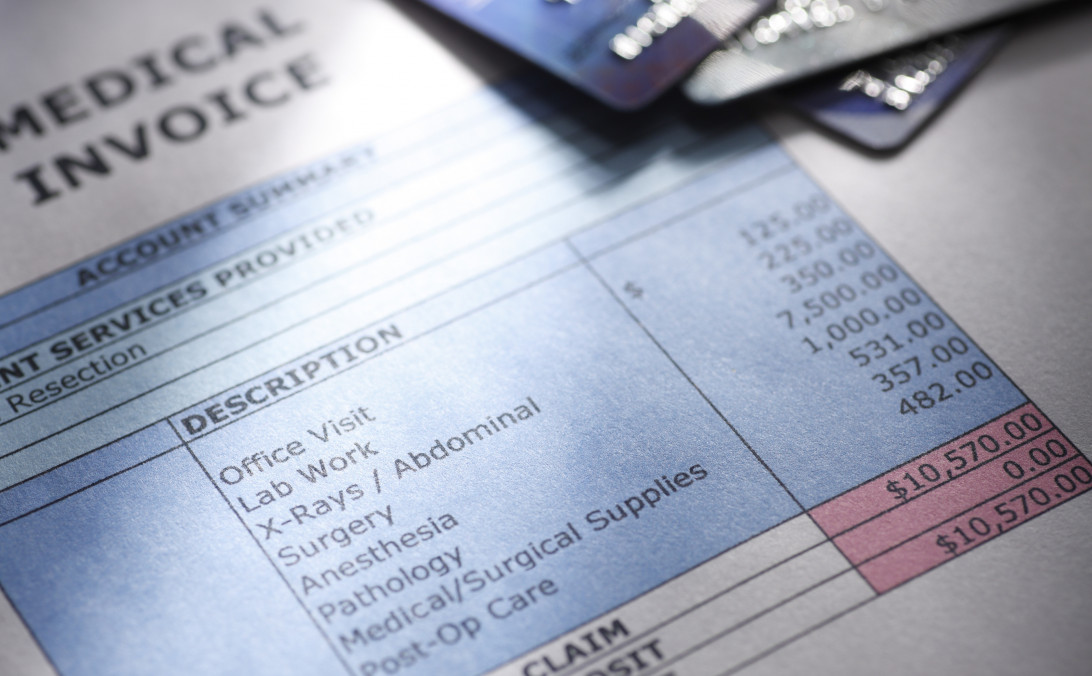 MEDICAL
INVOICE
ACCOUNT SUMMARY
NT SERVICES PROVIDED
Resection
DESCRIPTION
Office Visit $ 125.00
Lab Work 225.00
X-Rays / Abdominal 350.00
Surgery 7,500.00
Anesthesia 1,000.00
Pathology 531.00
Medical/Surgical Supplies 357.00
Post-Op Care 482.00
$10,570.00
CLAIM 0.00
OSIT $10,570.00